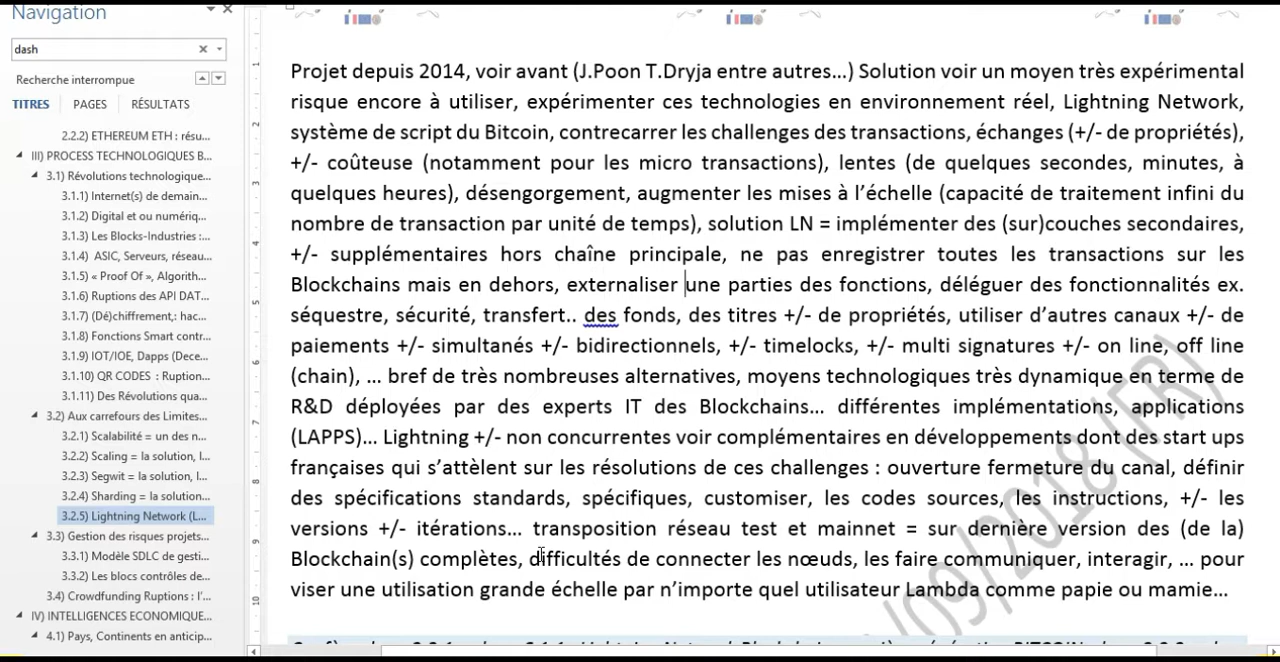 Navigation
dash
Recherche interrompue
TITRES PAGES RÉSULTATS
2.2.2) ETHEREUM ETH : résu...
III) PROCESS TECHNOLOGIQUES B...
3.1) Révolutions technologique...
3.1.1) Internet(s) de demain...
3.1.2) Digital et ou numériq...
3.1.3) Les Blocks-Industries :...
3.1.4) ASIC, Serveurs, réseau...
3.1.5) « Proof Of », Algorith...
3.1.6) Ruptions des API DAT...
3.1.7) (Dé)chiffrement,: hac...
3.1.8) Fonctions Smart contr...
3.1.9) IOT/IOE, Dapps (Dece...
3.1.10) QR CODES : Ruption...
3.1.11) Des Révolutions qua...
3.2) Aux carrefours des Limites...
3.2.1) Scalabilité = un des n...
3.2.2) Scaling = la solution, l...
3.2.3) Segwit = la solution, l...
3.2.4) Sharding = la solution...
3.2.5) Lightning Network (L...
3.3) Gestion des risques projets...
3.3.1) Modèle SDLC de gesti...
3.3.2) Les blocs contrôles de...
3.4) Crowdfunding Ruptions : l'...
IV) INTELLIGENCES ECONOMIQUE...
4.1) Pays, Continents en anticip...
Projet depuis 2014, voir avant (J.Poon T.Dryja entre autres...) Solution voir un moyen très expérimental
risque encore à utiliser, expérimenter ces technologies en environnement réel, Lightning Network,
système de script du Bitcoin, contrecarrer les challenges des transactions, échanges (+/- de propriétés),
+/- coûteuse (notamment pour les micro transactions), lentes (de quelques secondes, minutes, à
quelques heures), désengorgement, augmenter les mises à l'échelle (capacité de traitement infini du
nombre de transaction par unité de temps), solution LN = implémenter des (sur)couches secondaires,
+/- supplémentaires hors chaîne principale, ne pas enregistrer toutes les transactions sur les
Blockchains mais en dehors, externaliser une parties des fonctions, déléguer des fonctionnalités ex.
séquestre, sécurité, transfert.. des fonds, des titres +/- de propriétés, utiliser d'autres canaux +/- de
paiements +/- simultanés +/- bidirectionnels, +/- timelocks, +/- multi signatures +/- on line, off line
(chain), ... bref de très nombreuses alternatives, moyens technologiques très dynamique en terme de
R&D déployées par des experts IT des Blockchains... différentes implémentations, applications
(LAPPS)... Lightning +/- non concurrentes voir complémentaires en développements dont des start ups
françaises qui s'attèlent sur les résolutions de ces challenges : ouverture fermeture du canal, définir
des spécifications standards, spécifiques, customiser, les codes sources, les instructions, +/- les
versions +/- itérations... transposition réseau test et mainnet = sur dernière version des (de la)
Blockchain(s) complètes, difficultés de connecter les nœuds, les faire communiquer, interagir, ... pour
viser une utilisation grande échelle par n'importe quel utilisateur Lambda comme papie ou mamie...
/09/2018 (FR)